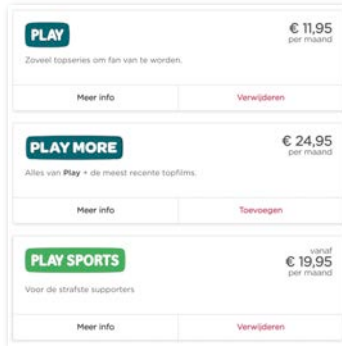 PLAY
€ 11,95
per maand
Zoveel topseries om fan van te worden.
Meer info
Verwijderen
PLAY MORE
€ 24,95
per maand
Alles van Play + de meest recente topfilms.
Meer info
Toevoegen
PLAY SPORTS
vanaf
€ 19,95
per maand
Voor de strafste supporters
Meer info
Verwijderen